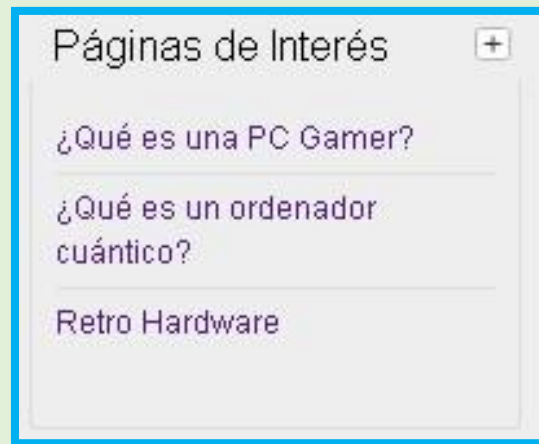 Páginas de Interés
¿Qué es una PC Gamer?
¿Qué es un ordenador
cuántico?
Retro Hardware